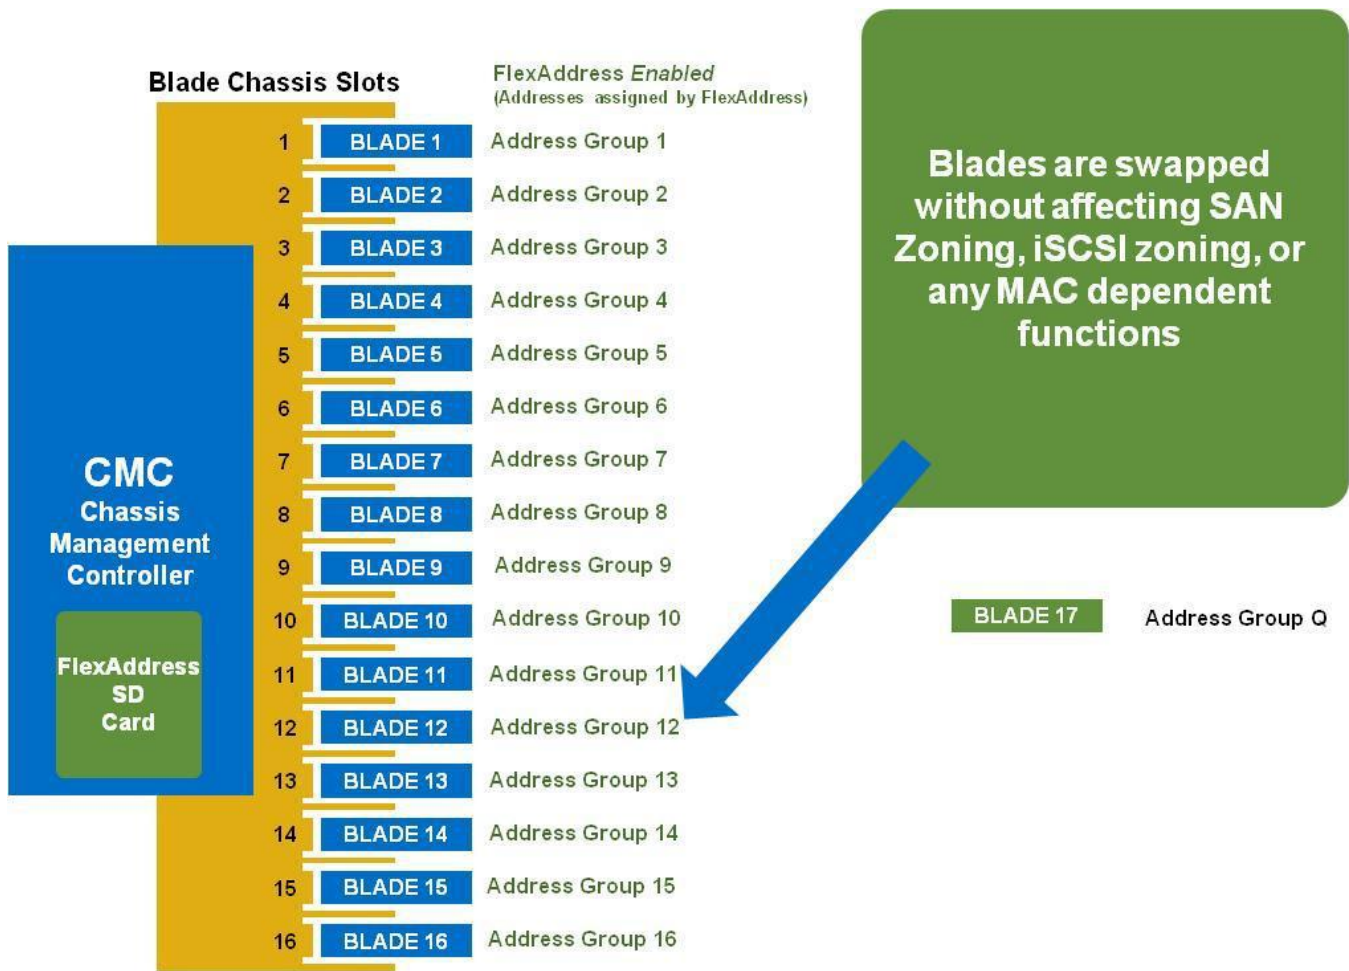 Blade Chassis Slots
FlexAddress Enabled
(Addresses assigned by FlexAddress)
1 BLADE 1 Address Group 1
2 BLADE 2 Address Group 2
3 BLADE 3 Address Group 3
4 BLADE 4 Address Group 4
5 BLADE 5 Address Group 5
6 BLADE 6 Address Group 6
7 BLADE 7 Address Group 7
8 BLADE 8 Address Group 8
9 BLADE 9 Address Group 9
10 BLADE 10 Address Group 10
11 BLADE 11 Address Group 11
12 BLADE 12 Address Group 12
13 BLADE 13 Address Group 13
14 BLADE 14 Address Group 14
15 BLADE 15 Address Group 15
16 BLADE 16 Address Group 16
CMC
Chassis
Management
Controller
FlexAddress
SD
Card
Blades are swapped
without affecting SAN
Zoning, iSCSI zoning, or
any MAC dependent
functions
BLADE 17 Address Group Q